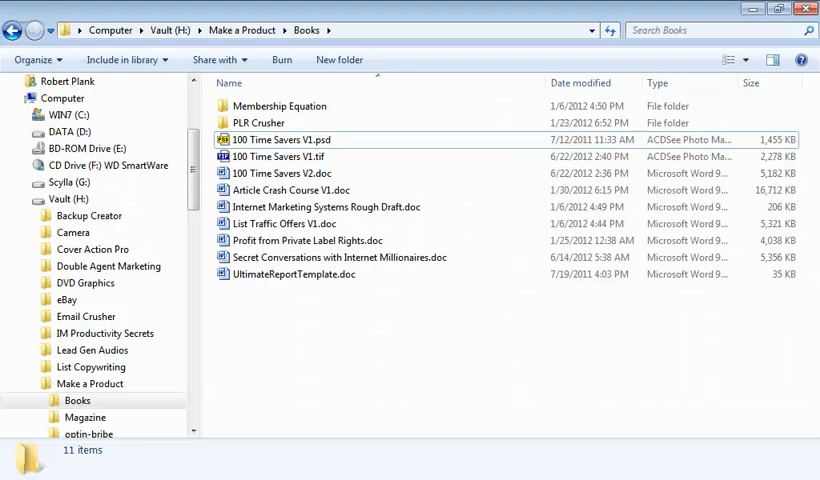 Computer Vault (H:) Make a Product Books Search Books
Organize Include in library Share with Burn New folder
Robert Plank
Computer
WIN7 (C:)
DATA (D:)
BD-ROM Drive (E:)
CD Drive (F:) WD SmartWare
Scylla (G:)
Vault (H:)
Backup Creator
Camera
Cover Action Pro
Double Agent Marketing
DVD Graphics
eBay
Email Crusher
IM Productivity Secrets
Lead Gen Audios
List Copywriting
Make a Product
Books
Magazine
optin-bribe
Name Date modified Type Size
Membership Equation 1/6/2012 4:50 PM File folder
PLR Crusher 1/23/2012 6:52 PM File folder
100 Time Savers V1.psd 7/12/2011 11:33 AM ACDSee Photo Ma... 1,455 KB
100 Time Savers V1.tif 6/22/2012 2:40 PM ACDSee Photo Ma... 2,278 KB
100 Time Savers V2.doc 6/22/2012 2:36 PM Microsoft Word 9... 5,182 KB
Article Crash Course V1.doc 1/30/2012 6:15 PM Microsoft Word 9... 16,712 KB
Internet Marketing Systems Rough Draft.doc 1/6/2012 4:49 PM Microsoft Word 9... 206 KB
List Traffic Offers V1.doc 1/6/2012 4:44 PM Microsoft Word 9... 5,321 KB
Profit from Private Label Rights.doc 1/25/2012 12:38 AM Microsoft Word 9... 4,038 KB
Secret Conversations with Internet Millionaires.doc 6/14/2012 5:38 AM Microsoft Word 9... 5,356 KB
UltimateReportTemplate.doc 7/19/2011 4:03 PM Microsoft Word 9... 35 KB
11 items